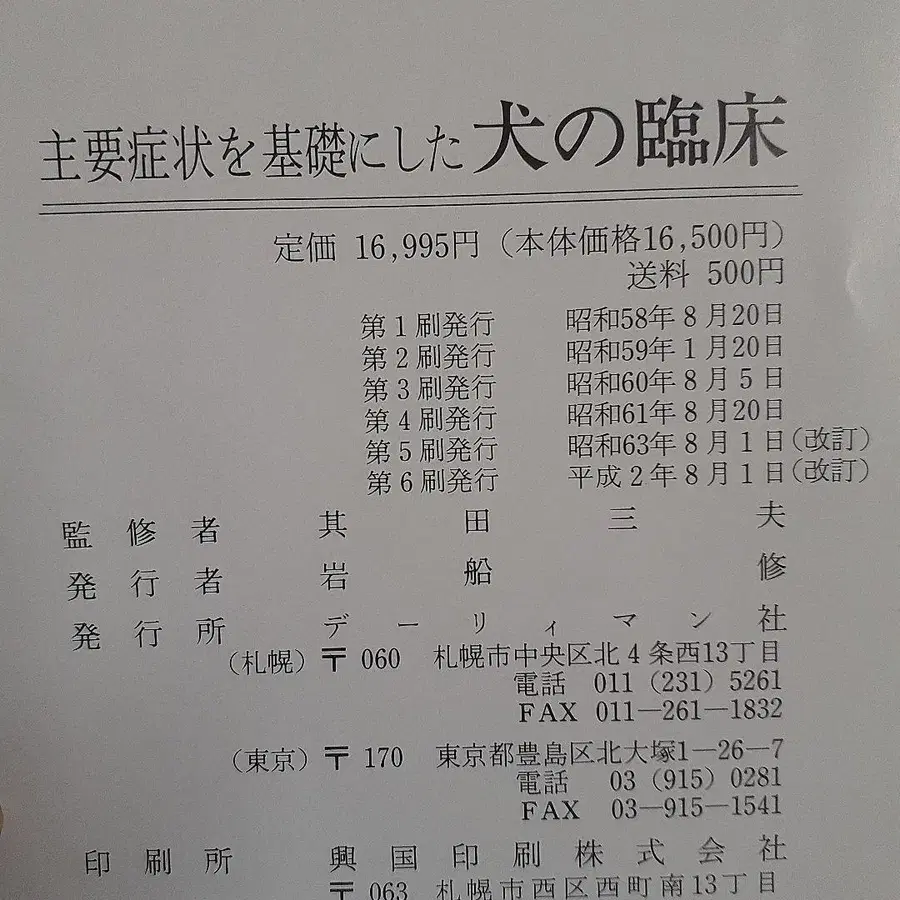 主要症状を基礎にした 犬の臨床
定価 16,995円（本体価格16,500円）
送料 500円
第1刷発行 昭和58年8月20日
第2刷発行 昭和59年1月20日
第3刷発行 昭和60年8月5日
第4刷発行 昭和61年8月20日
第5刷発行 昭和63年8月1日（改訂）
第6刷発行 平成2年8月1日（改訂）
監修者 其田三夫
発行者 岩船修
発行所 デーリィマン社
（札幌）〒060 札幌市中央区北4条西13丁目
電話 011（231）5261
FAX 011―261―1832
（東京）〒170 東京都豊島区北大塚1―26―7
電話 03（915）0281
FAX 03―915―1541
印刷所 興国印刷株式会社
〒063 札幌市西区西町南13丁目